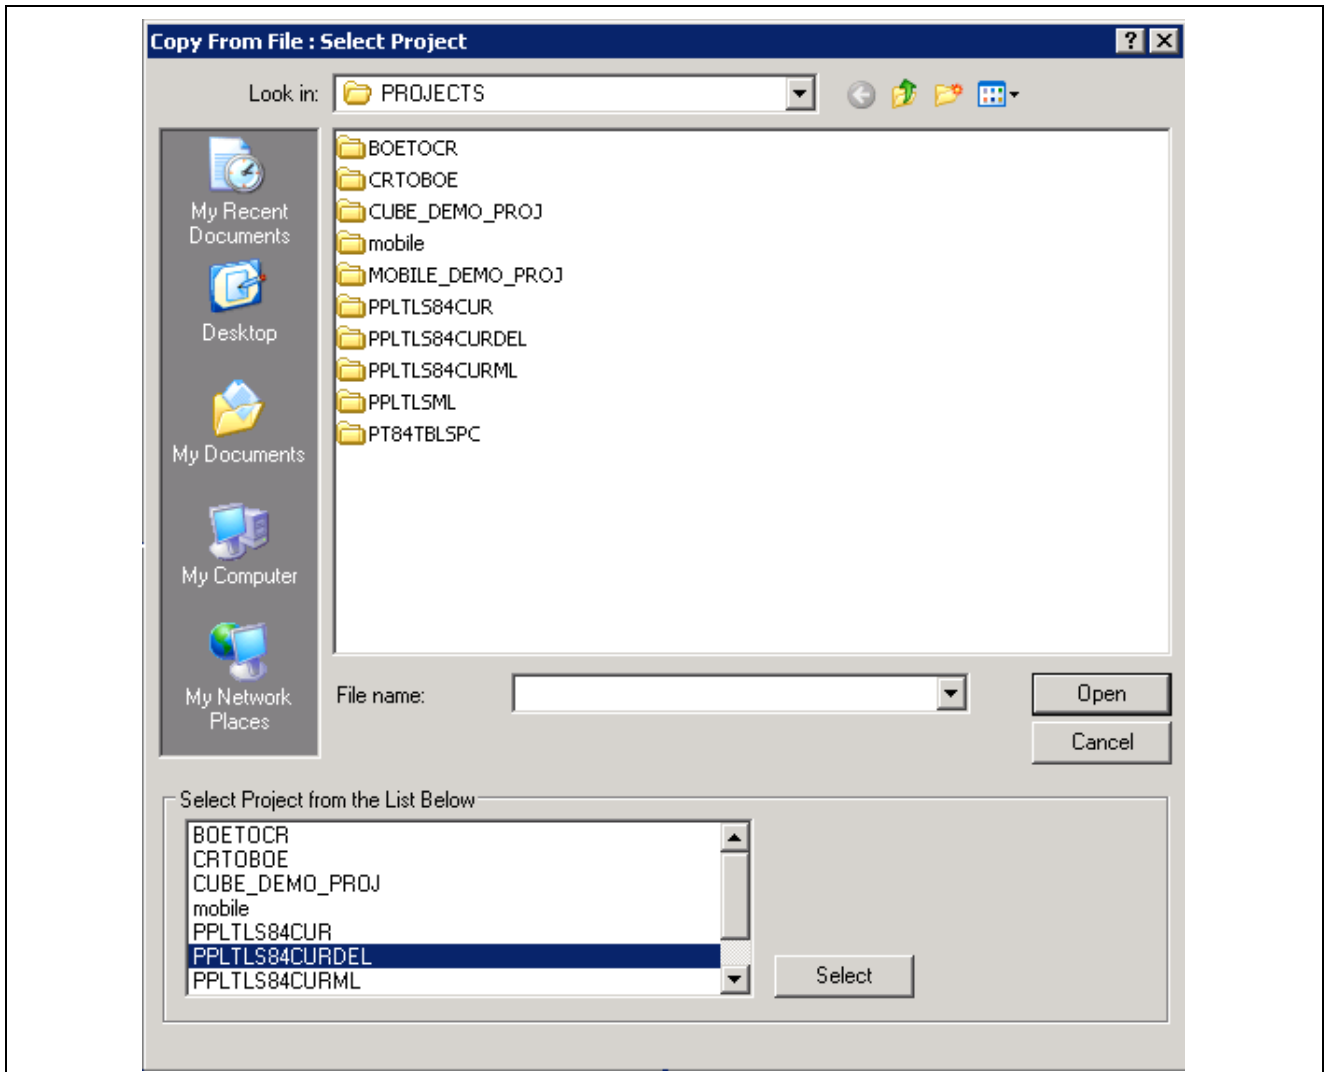 Copy From File : Select Project
Look in: PROJECTS
My Recent
Documents
Desktop
My Documents
My Computer
My Network
Places
BOETOCR
CRTOBOE
CUBE_DEMO_PROJ
mobile
MOBILE_DEMO_PROJ
PPLTLS84CUR
PPLTLS84CURDEL
PPLTLS84CURML
PPLTLSML
PT84TBLSPC
File name:
Open
Cancel
Select Project from the List Below
BOETOCR
CRTOBOE
CUBE_DEMO_PROJ
mobile
PPLTLS84CUR
PPLTLS84CURDEL
PPLTLS84CURML
Select